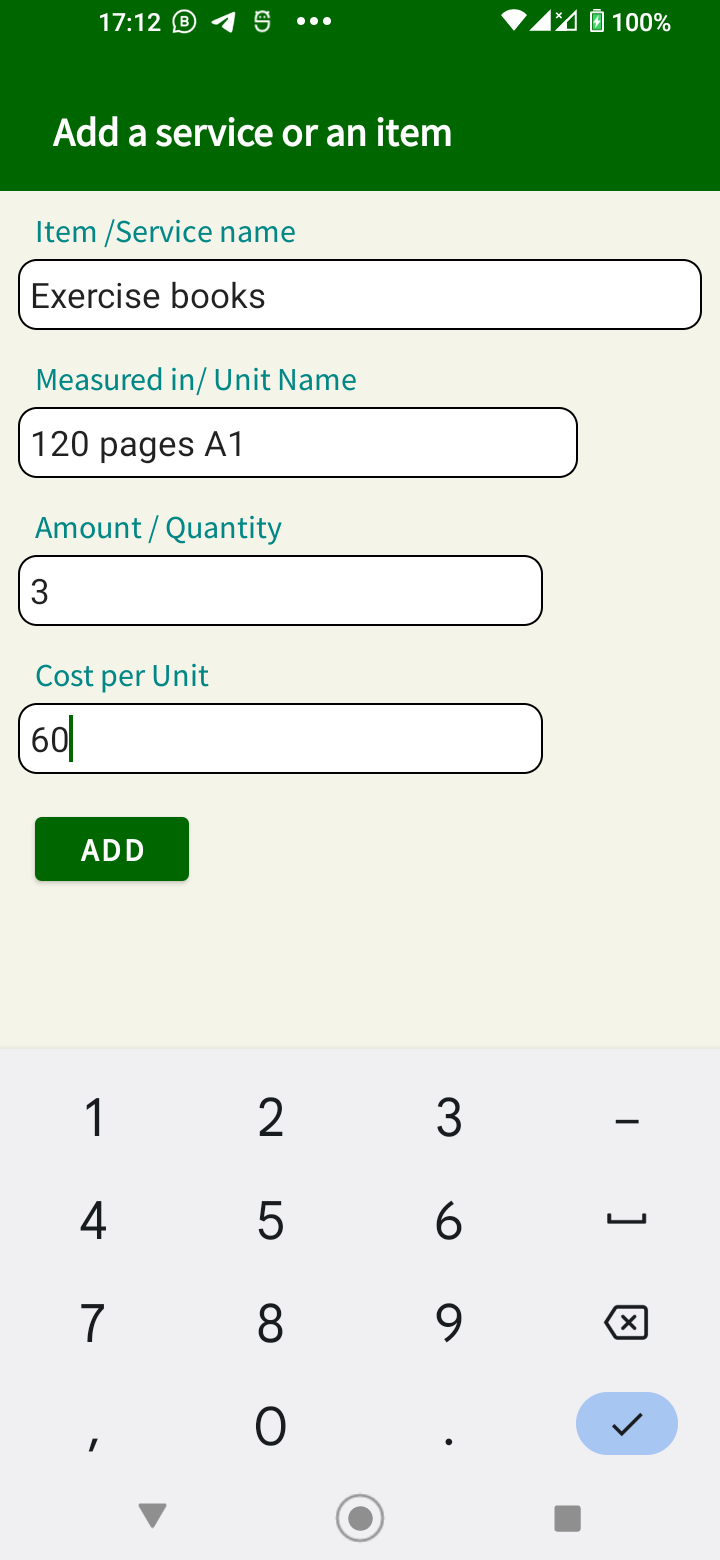 17:12 100%
Add a service or an item
Item /Service name
Exercise books
Measured in/ Unit Name
120 pages A1
Amount / Quantity
3
Cost per Unit
60
ADD
1 2 3 –
4 5 6
7 8 9
, 0 .